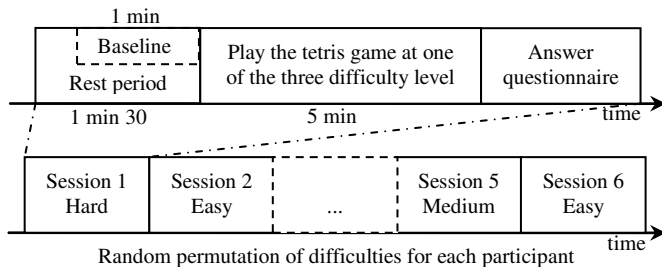 1 min
Baseline
Rest period
Play the tetris game at one
of the three difficulty level
Answer
questionnaire
1 min 30
5 min
time
Session 1
Hard
Session 2
Easy
...
Session 5
Medium
Session 6
Easy
time
Random permutation of difficulties for each participant